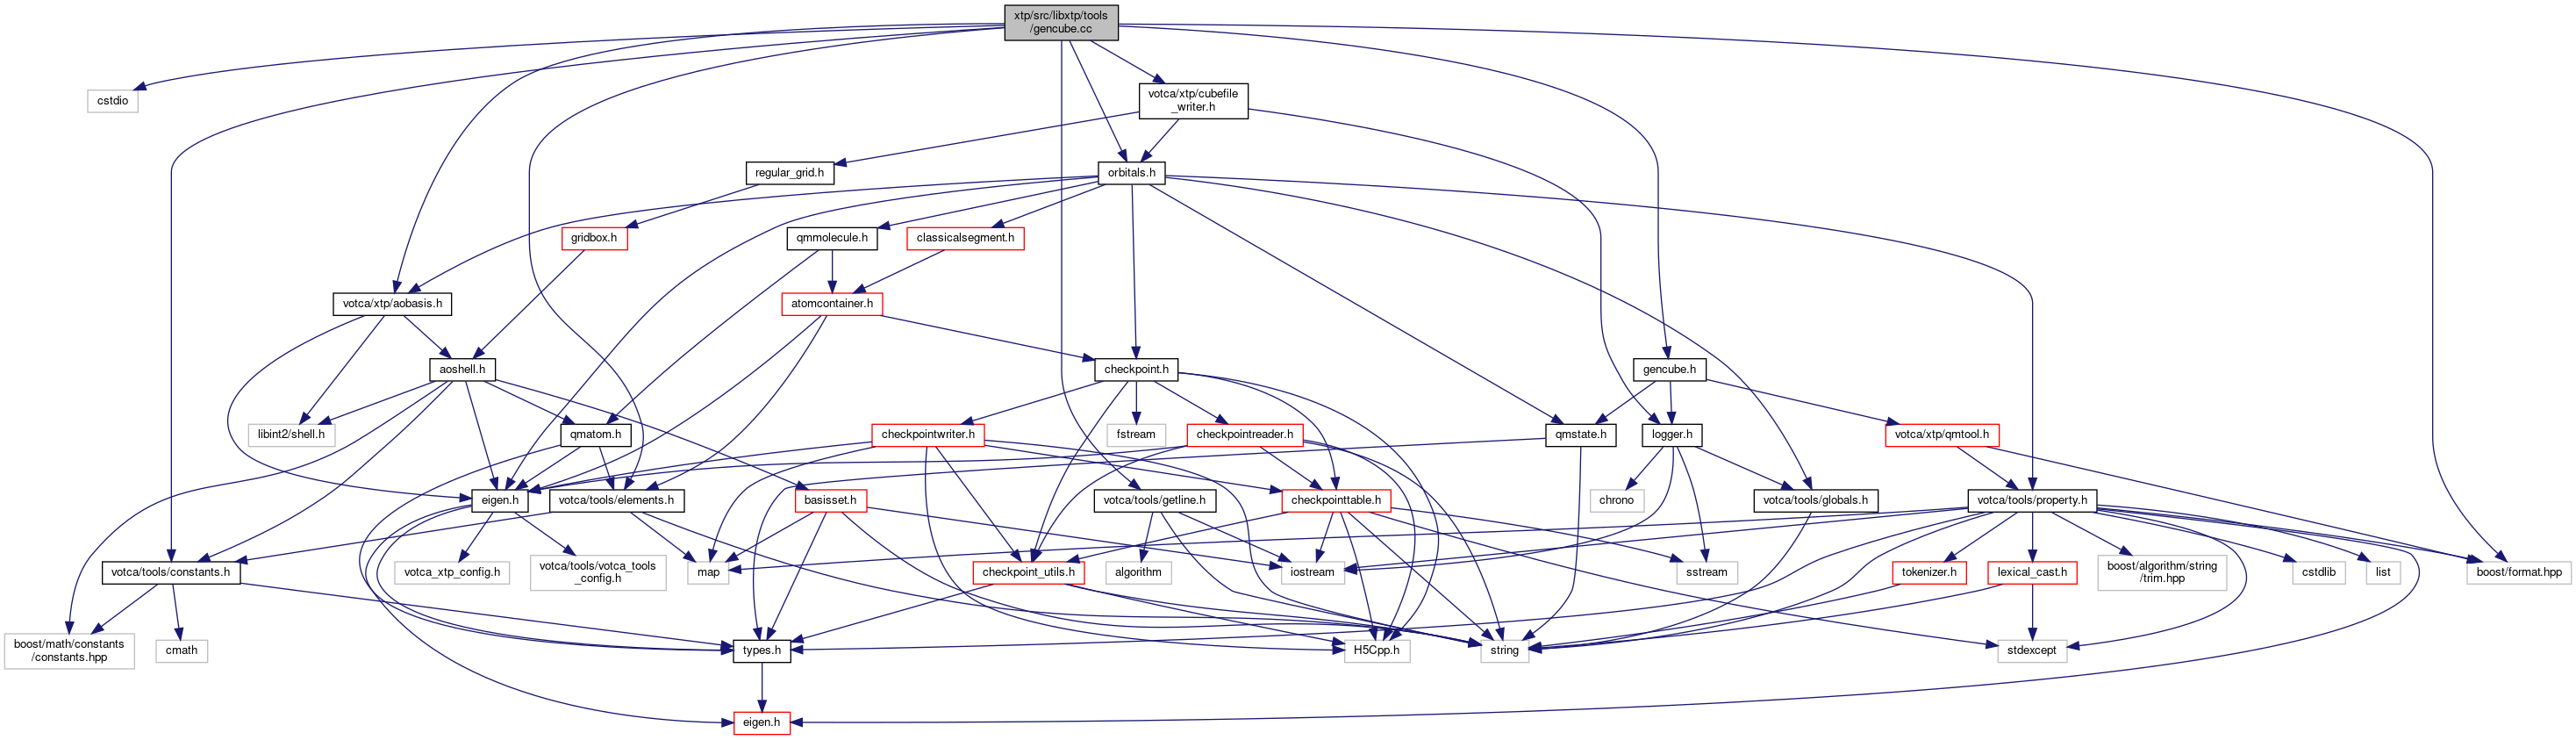 xtp/src/libxtp/tools
/gencube.cc
cstdio
votca/xtp/cubefile
_writer.h
regular_grid.h
orbitals.h
gridbox.h
qmmolecule.h
classicalsegment.h
votca/xtp/aobasis.h
atomcontainer.h
aoshell.h
checkpoint.h
gencube.h
libint2/shell.h
qmatom.h
checkpointwriter.h
fstream
checkpointreader.h
qmstate.h
logger.h
votca/xtp/qmtool.h
eigen.h
votca/tools/elements.h
basisset.h
votca/tools/getline.h
checkpointtable.h
chrono
votca/tools/globals.h
votca/tools/property.h
votca/tools/constants.h
votca_xtp_config.h
votca/tools/votca_tools
_config.h
map
checkpoint_utils.h
algorithm
iostream
sstream
tokenizer.h
lexical_cast.h
boost/algorithm/string
/trim.hpp
cstdlib
list
boost/format.hpp
boost/math/constants
/constants.hpp
cmath
types.h
H5Cpp.h
string
stdexcept
eigen.h